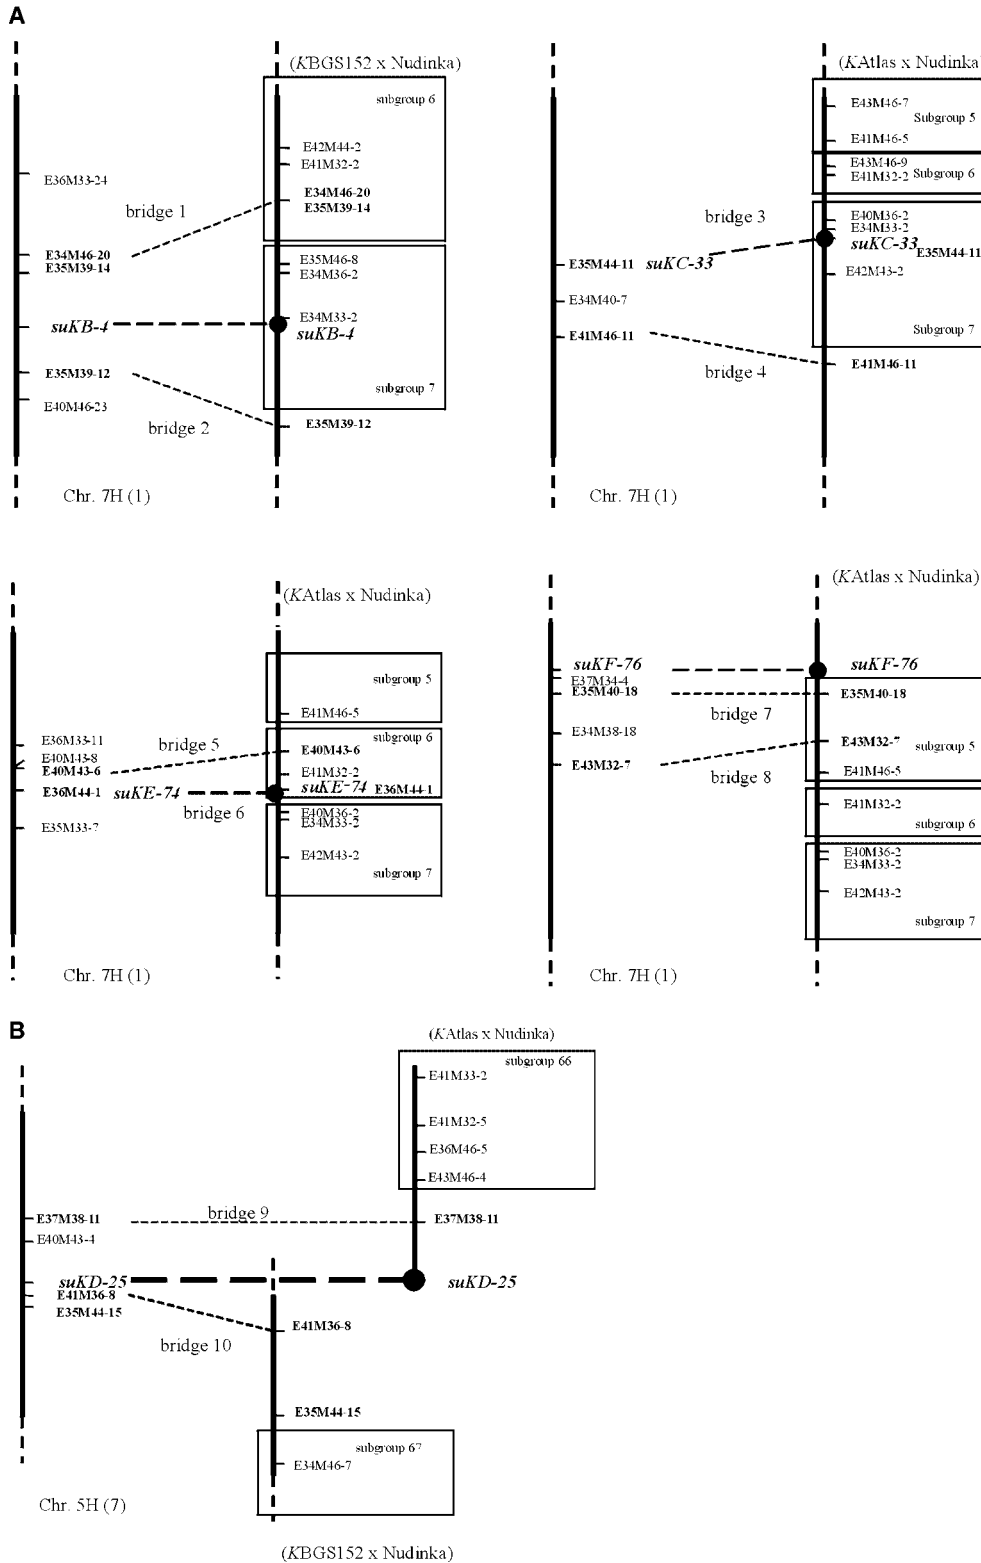 A
(KBGS152 x Nudinka)
subgroup 6
E42M44-2
E41M32-2
E36M33-24
E34M46-20
E35M39-14
bridge 1
E34M46-20
E35M39-14
E35M46-8
E34M36-2
E34M33-2
suKB-4
suKB-4
E35M39-12
subgroup 7
E40M46-23
bridge 2
E35M39-12
Chr. 7H (1)
(KAtlas x Nudinka
E43M46-7
Subgroup 5
E41M46-5
E43M46-9
E41M32-2
Subgroup 6
E40M36-2
bridge 3
E34M33-2
suKC-33
E35M44-11
E35M44-11
suKC-33
E42M43-2
E34M40-7
Subgroup 7
E41M46-11
E41M46-11
bridge 4
Chr. 7H (1)
(KAtlas x Nudinka)
subgroup 5
E41M46-5
subgroup 6
E36M33-11
bridge 5
E40M43-6
E40M43-8
E40M43-6
E41M32-2
E36M44-1
suKE-74
suKE-74
E36M44-1
bridge 6
E40M36-2
E34M33-2
E35M33-7
E42M43-2
subgroup 7
Chr. 7H (1)
(KAtlas x Nudinka)
suKF-76
suKF-76
E37M34-4
E35M40-18
E35M40-18
bridge 7
E34M38-18
E43M32-7
subgroup 5
E43M32-7
bridge 8
E41M46-5
E41M32-2
subgroup 6
E40M36-2
E34M33-2
E42M43-2
subgroup 7
Chr. 7H (1)
B
(KAtlas x Nudinka)
subgroup 66
E41M33-2
E41M32-5
E36M46-5
E43M46-4
E37M38-11
bridge 9
E37M38-11
E40M43-4
suKD-25
suKD-25
E41M36-8
E35M44-15
E41M36-8
bridge 10
E35M44-15
subgroup 67
E34M46-7
Chr. 5H (7)
(KBGS152 x Nudinka)